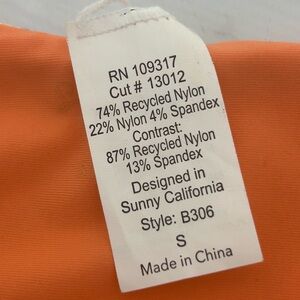 RN 109317
Cut # 13012
74% Recycled Nylon
22% Nylon 4% Spandex
Contrast:
87% Recycled Nylon
13% Spandex
Designed in
Sunny California
Style: B306
S
Made in China